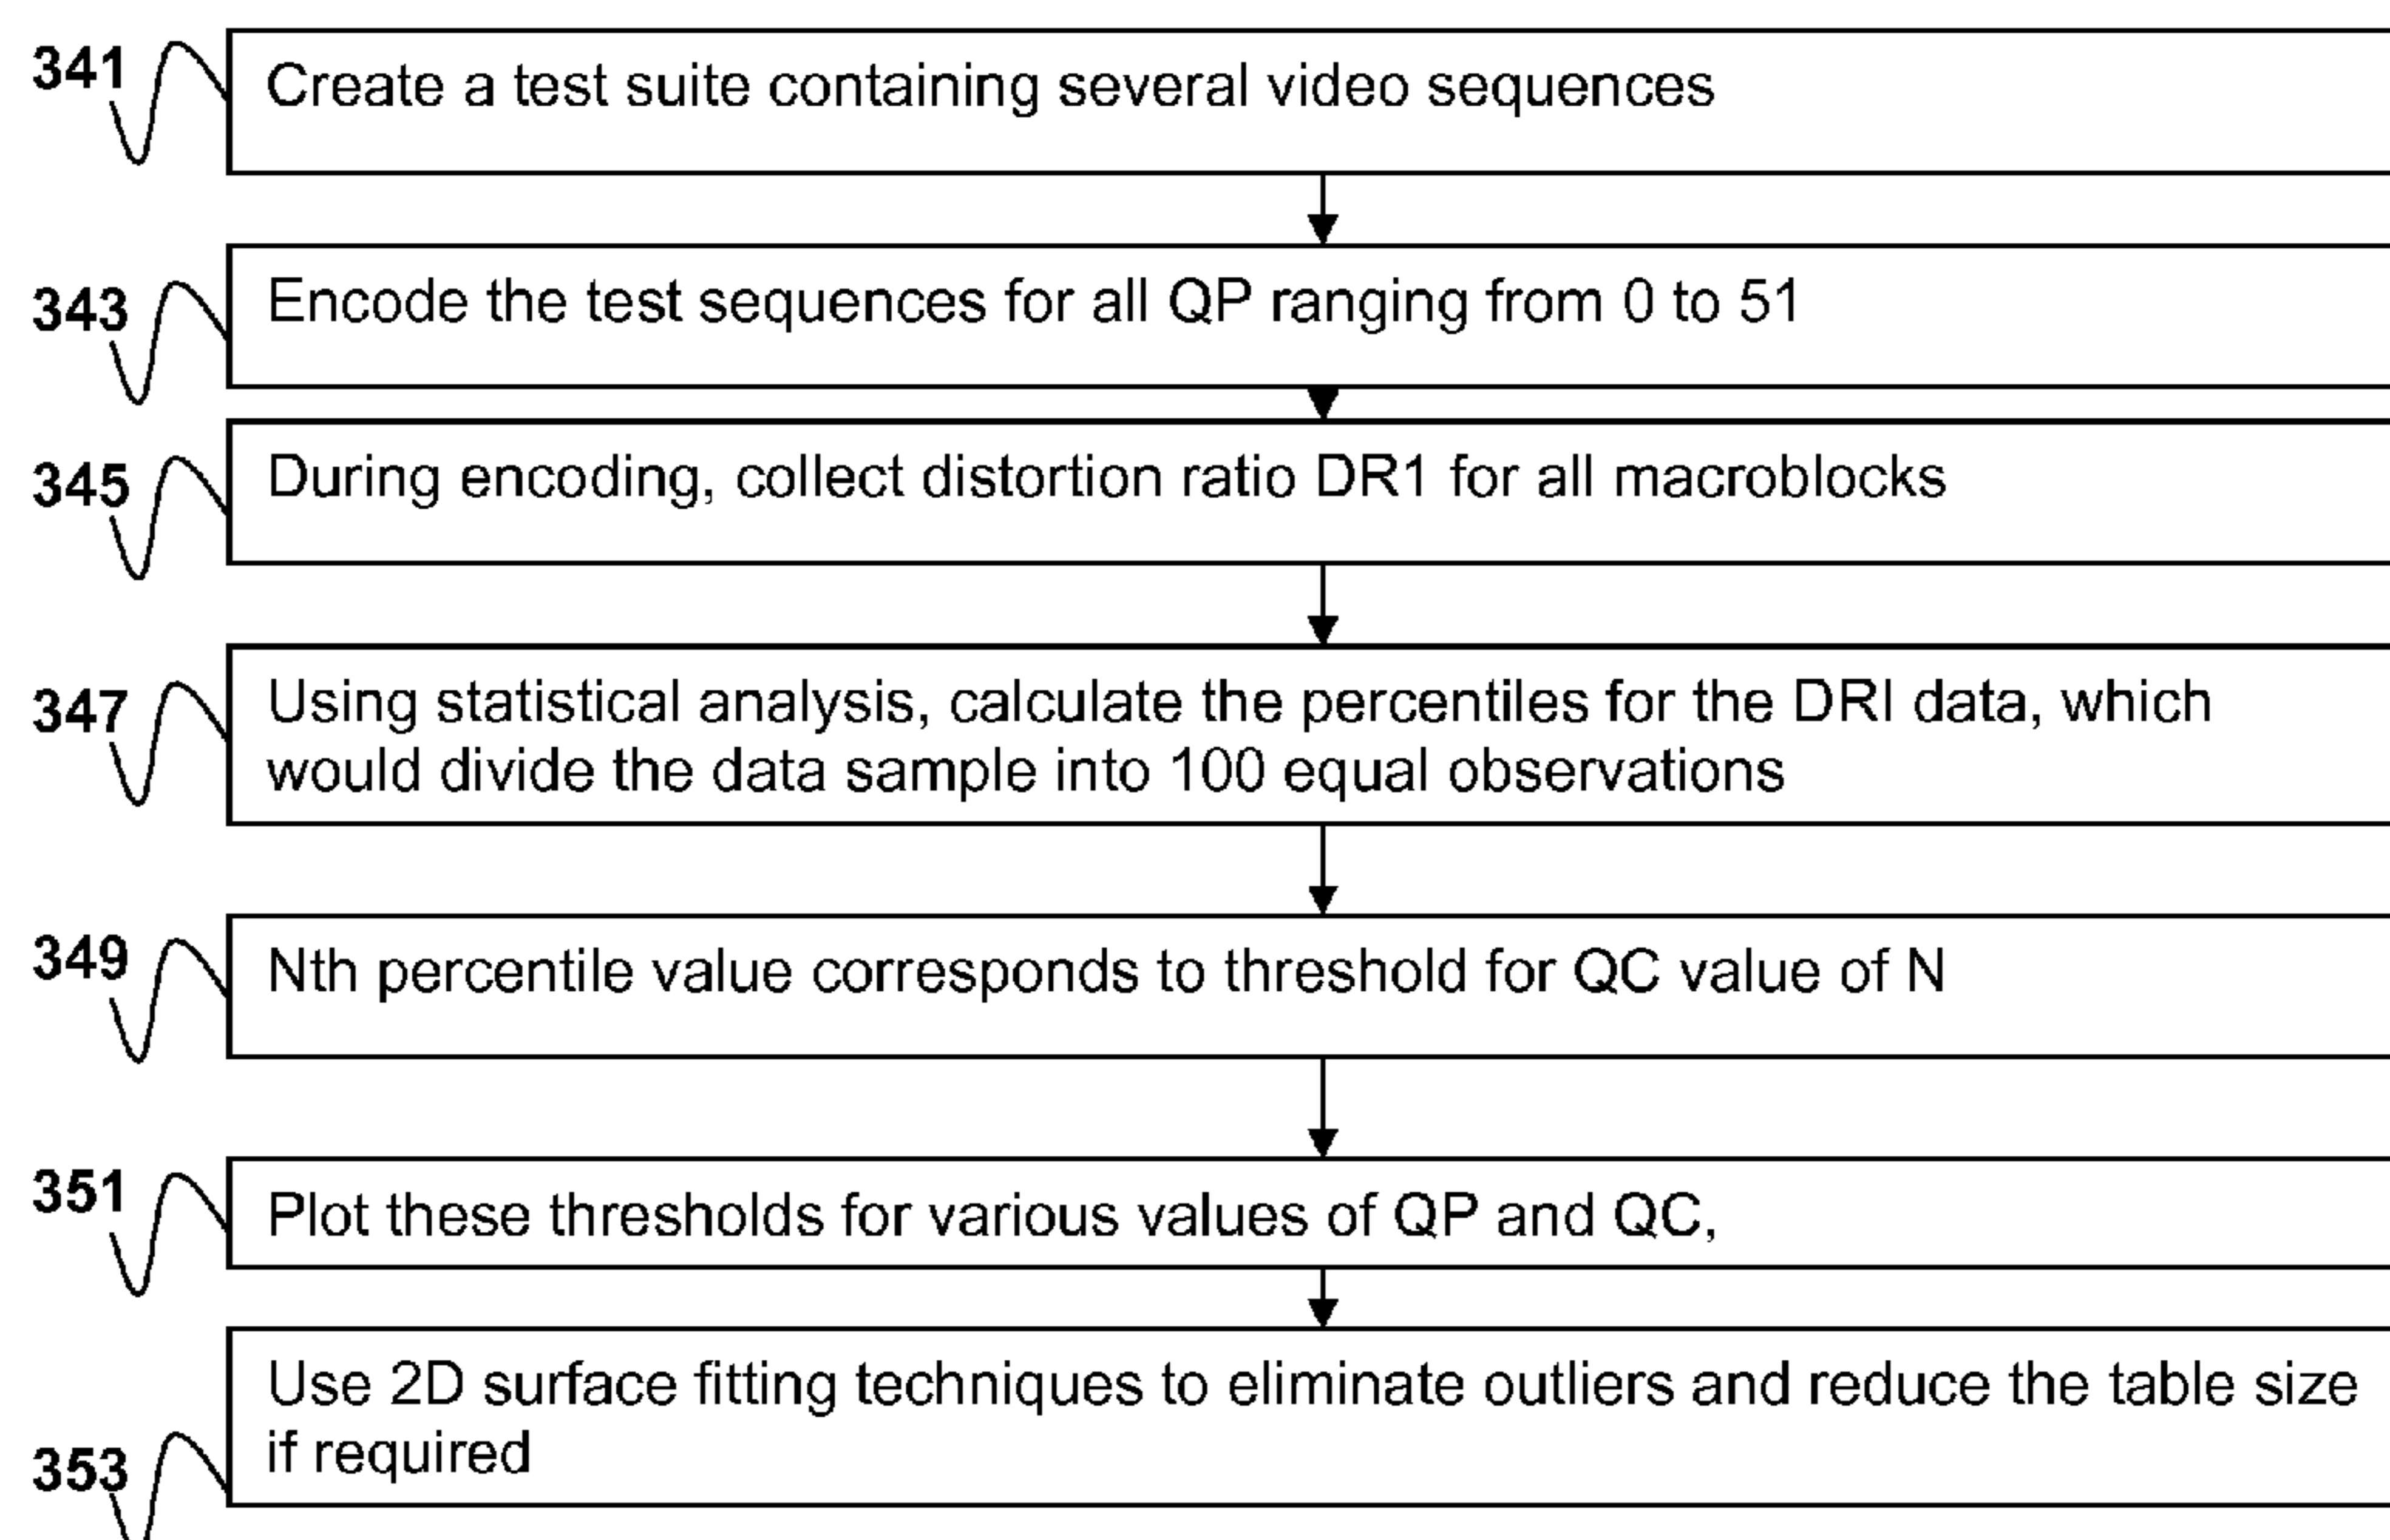 341
Create a test suite containing several video sequences
343
Encode the test sequences for all QP ranging from 0 to 51
345
During encoding, collect distortion ratio DR1 for all macroblocks
347
Using statistical analysis, calculate the percentiles for the DRI data, which
would divide the data sample into 100 equal observations
349
Nth percentile value corresponds to threshold for QC value of N
351
Plot these thresholds for various values of QP and QC,
353
Use 2D surface fitting techniques to eliminate outliers and reduce the table size
if required